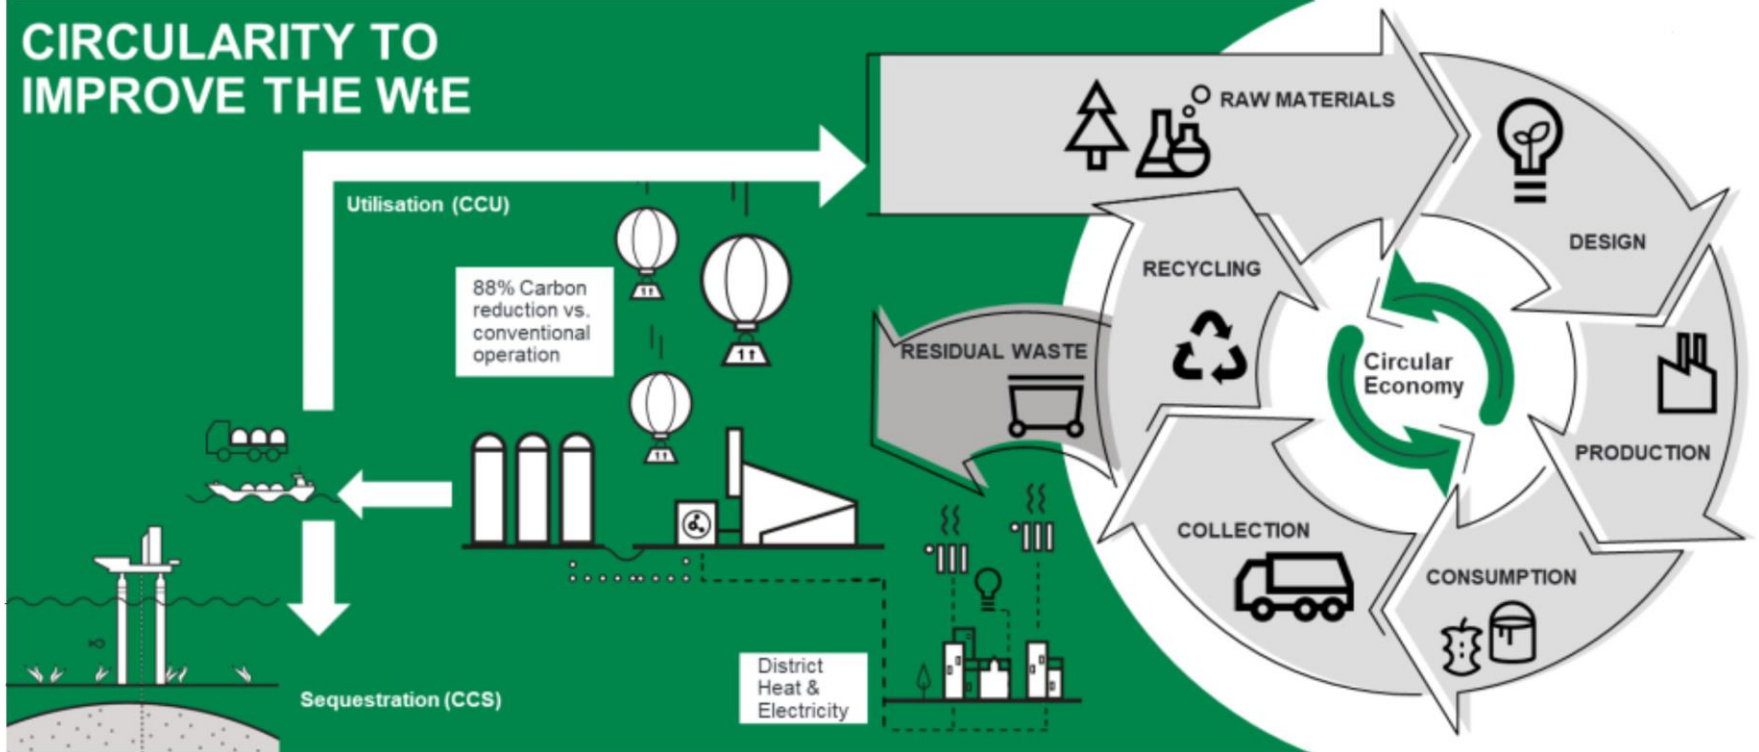 CIRCULARITY TO
IMPROVE THE WtE
RAW MATERIALS
Utilisation (CCU)
DESIGN
RECYCLING
88% Carbon
reduction vs.
conventional
operation
RESIDUAL WASTE
Circular
Economy
PRODUCTION
COLLECTION
CONSUMPTION
District
Heat &
Electricity
Sequestration (CCS)